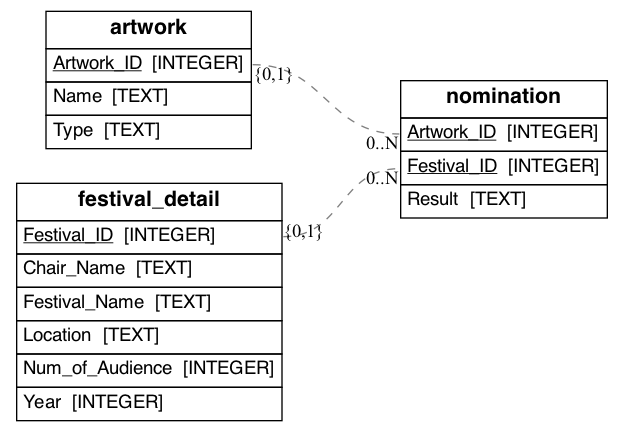 artwork
Artwork_ID [INTEGER]
Name [TEXT]
Type [TEXT]
{0,1}
0..N
nomination
Artwork_ID [INTEGER]
Festival_ID [INTEGER]
Result [TEXT]
0..N
{0,1}
festival_detail
Festival_ID [INTEGER]
Chair_Name [TEXT]
Festival_Name [TEXT]
Location [TEXT]
Num_of_Audience [INTEGER]
Year [INTEGER]